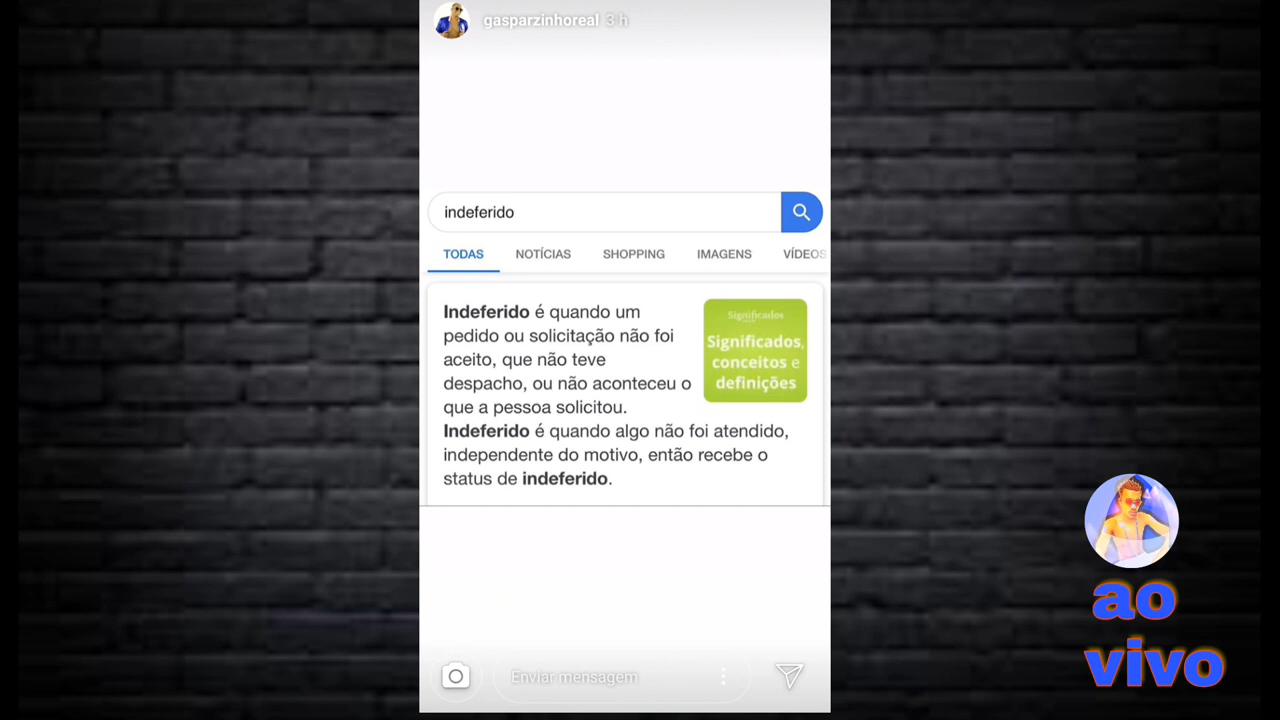 gasparzinhoreal 3 h
indeferido
TODAS NOTÍCIAS SHOPPING IMAGENS VÍDEOS
Indeferido é quando um
pedido ou solicitação não foi
aceito, que não teve
despacho, ou não aconteceu o
que a pessoa solicitou.
Indeferido é quando algo não foi atendido,
independente do motivo, então recebe o
status de indeferido.
Significados
Significados,
conceitos e
definições
Enviar mensagem
ao
vivo